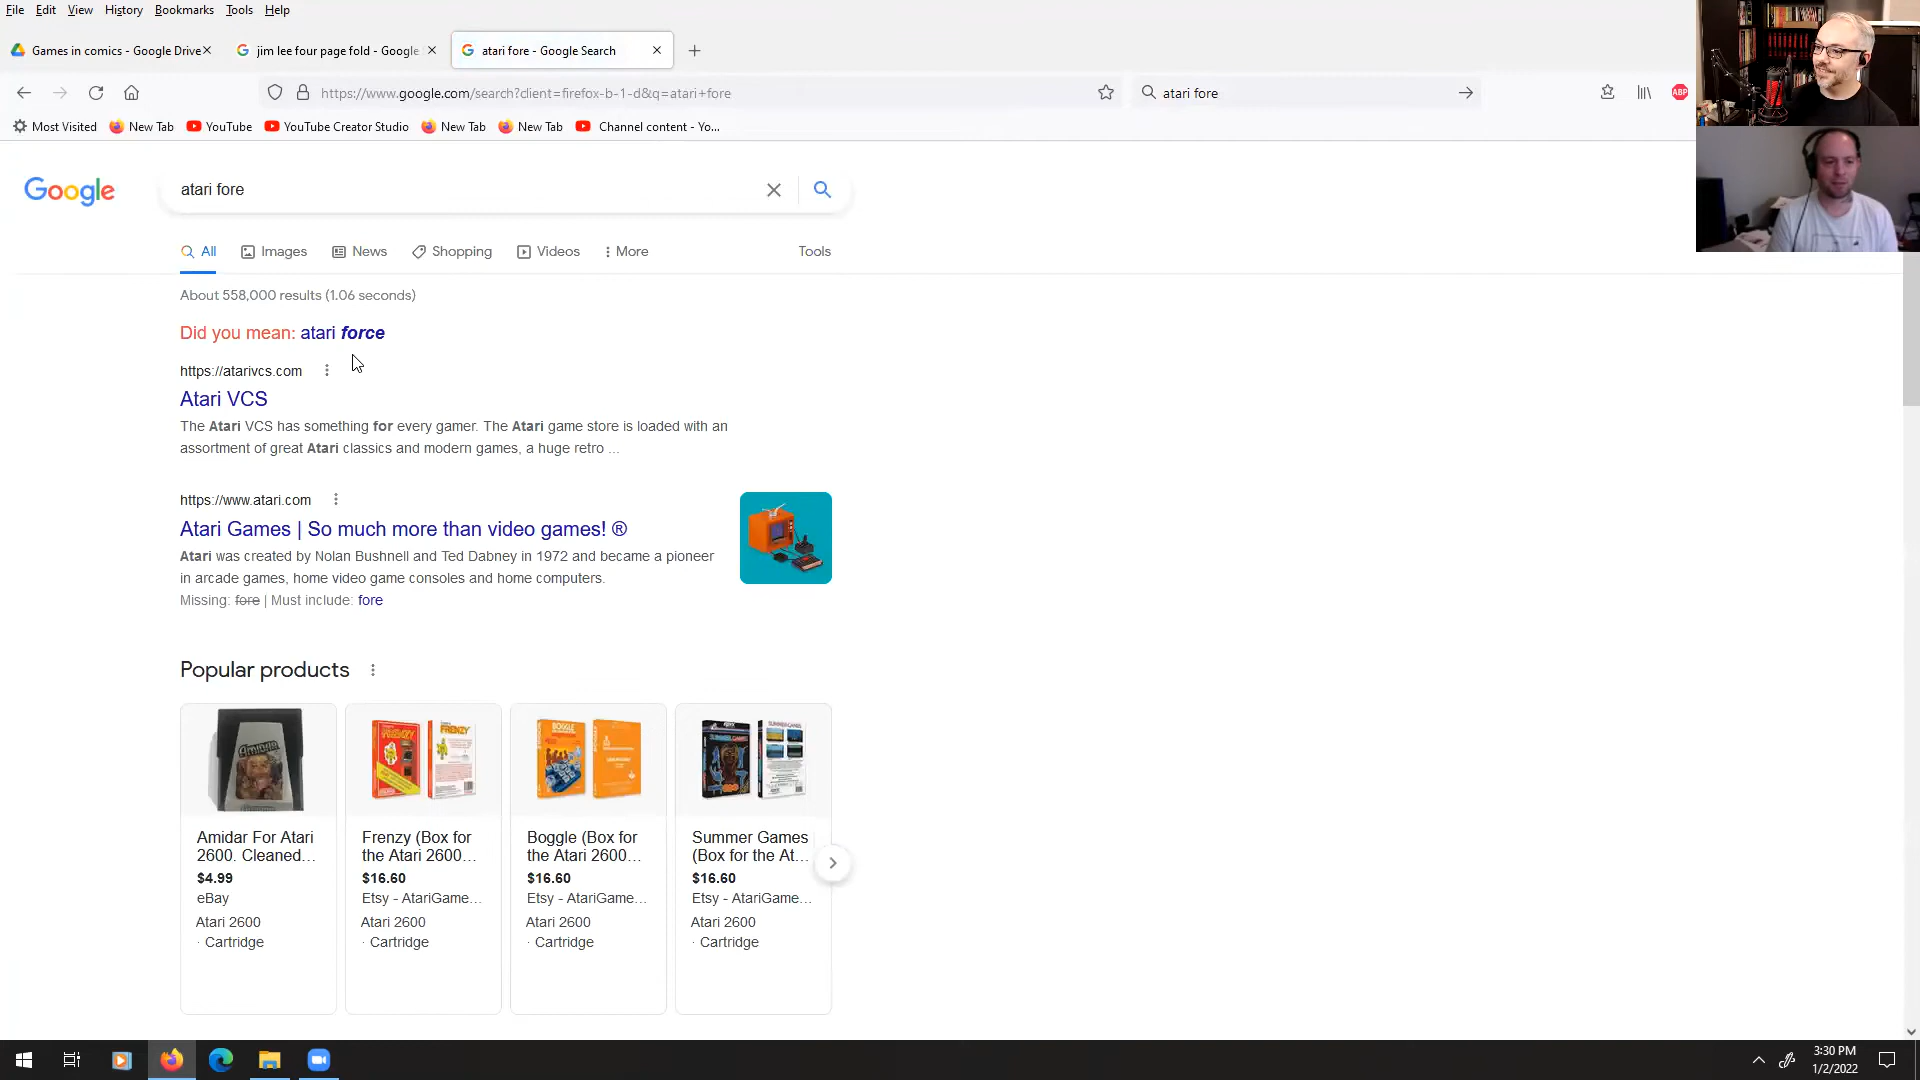 File Edit View History Bookmarks Tools Help
Games in comics - Google Drive
jim lee four page fold - Google
atari fore - Google Search
https://www.google.com/search?client=firefox-b-1-d&q=atari+fore
atari fore
ABP
Most Visited New Tab YouTube YouTube Creator Studio New Tab New Tab Channel content - Yo...
Google
atari fore
All Images News Shopping Videos More Tools
About 558,000 results (1.06 seconds)
Did you mean: atari force
https://atarivcs.com
Atari VCS
The Atari VCS has something for every gamer. The Atari game store is loaded with an
assortment of great Atari classics and modern games, a huge retro ...
https://www.atari.com
Atari Games | So much more than video games! ®
Atari was created by Nolan Bushnell and Ted Dabney in 1972 and became a pioneer
in arcade games, home video game consoles and home computers.
Missing: fore | Must include: fore
Popular products
Amidar
Amidar For Atari
2600. Cleaned...
$4.99
eBay
Atari 2600
· Cartridge
FRENZY
FRENZY
Frenzy (Box for
the Atari 2600...
$16.60
Etsy - AtariGame...
Atari 2600
· Cartridge
BOGGLE
Boggle (Box for
the Atari 2600...
$16.60
Etsy - AtariGame...
Atari 2600
· Cartridge
SUMMER GAMES
SUMMER GAMES
Summer Games
(Box for the At...
$16.60
Etsy - AtariGame...
Atari 2600
· Cartridge
3:30 PM
1/2/2022